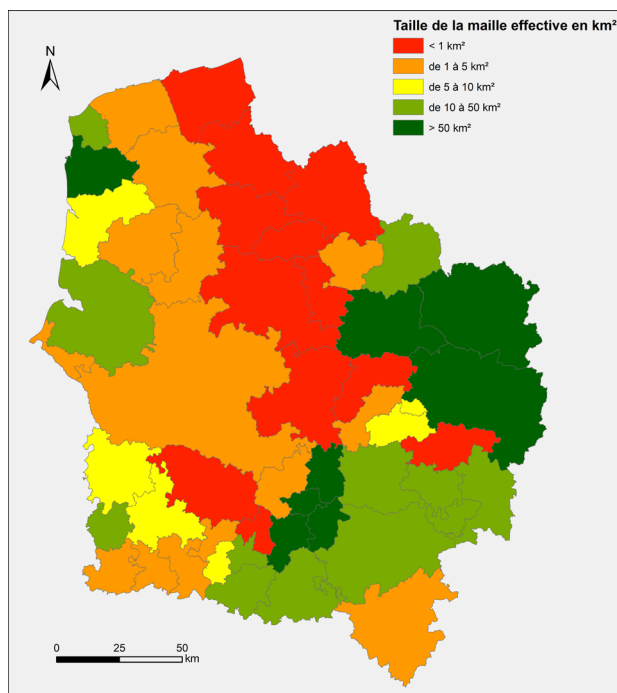 Taille de la maille effective en km²
< 1 km²
de 1 à 5 km²
de 5 à 10 km²
de 10 à 50 km²
> 50 km²
N
0 25 50
km